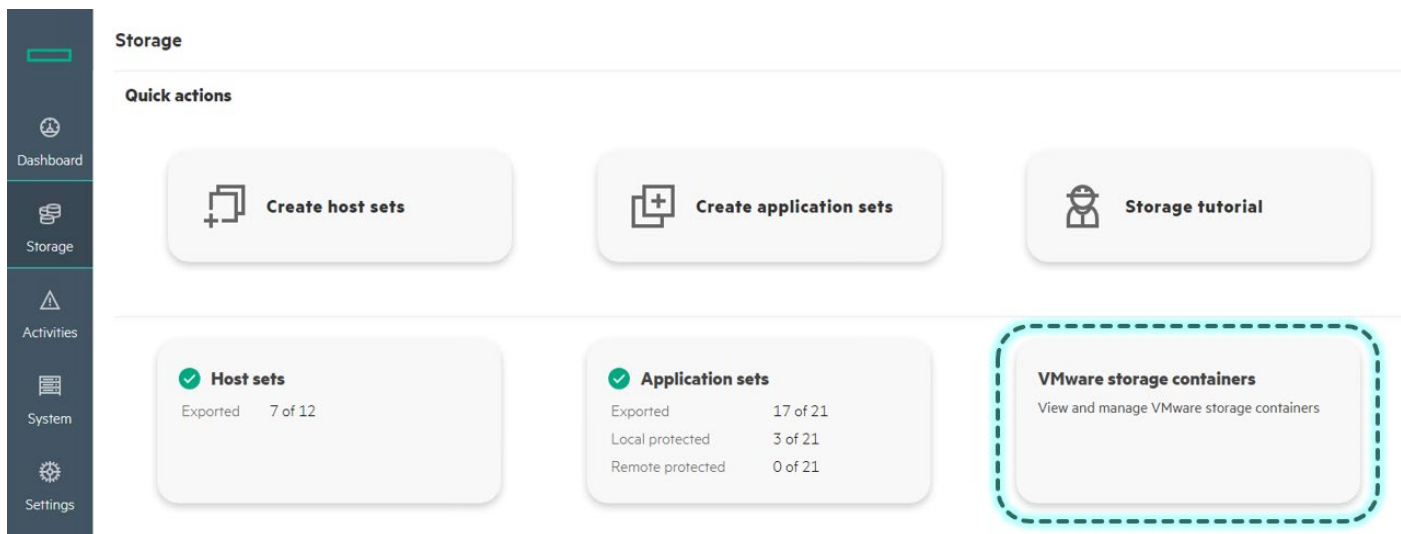 Storage
Quick actions
Dashboard
Create host sets
Create application sets
Storage tutorial
Storage
Activities
Host sets
Exported 7 of 12
Application sets
Exported 17 of 21
Local protected 3 of 21
Remote protected 0 of 21
VMware storage containers
View and manage VMware storage containers
System
Settings